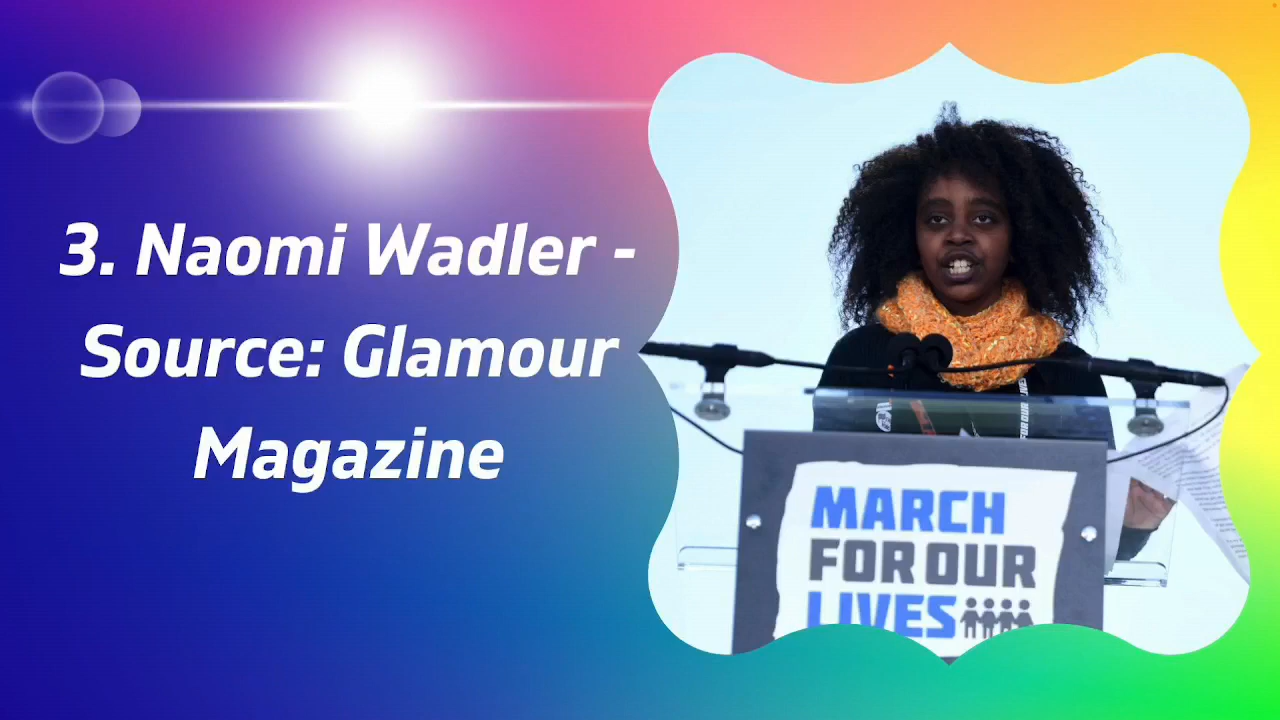 3. Naomi Wadler -
Source: Glamour
Magazine
MARCH
FOR OUR
LIVES